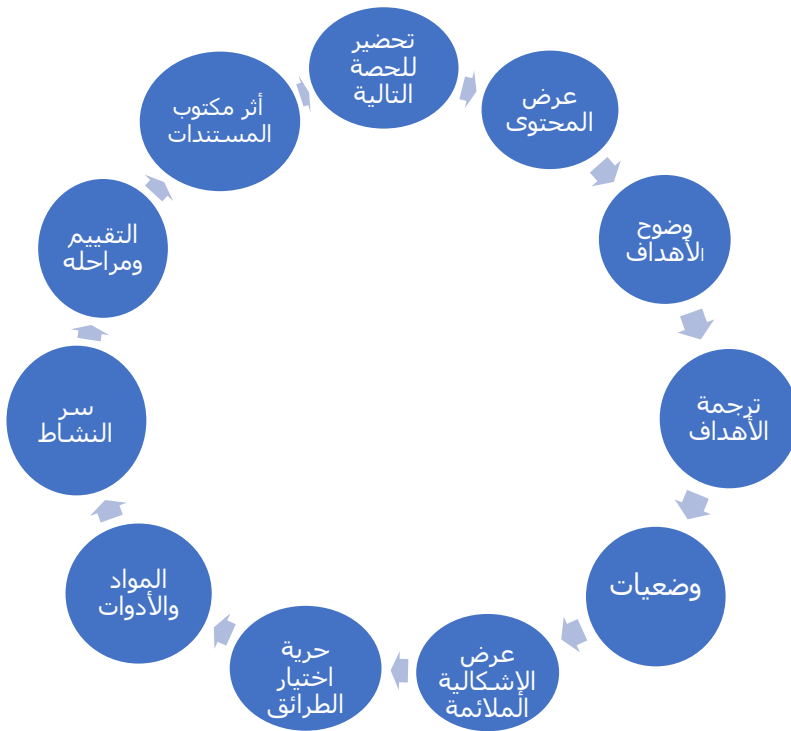 تحضير
للحصة
التالية
عرض
المحتوى
وضوح
الأهداف
ترجمة
الأهداف
وضعيات
عرض
الإشكالية
الملائمة
حرية
اختيار
الطرائق
المواد
والأدوات
سر
النشاط
التقييم
ومراحله
أثر مكتوب
المستندات